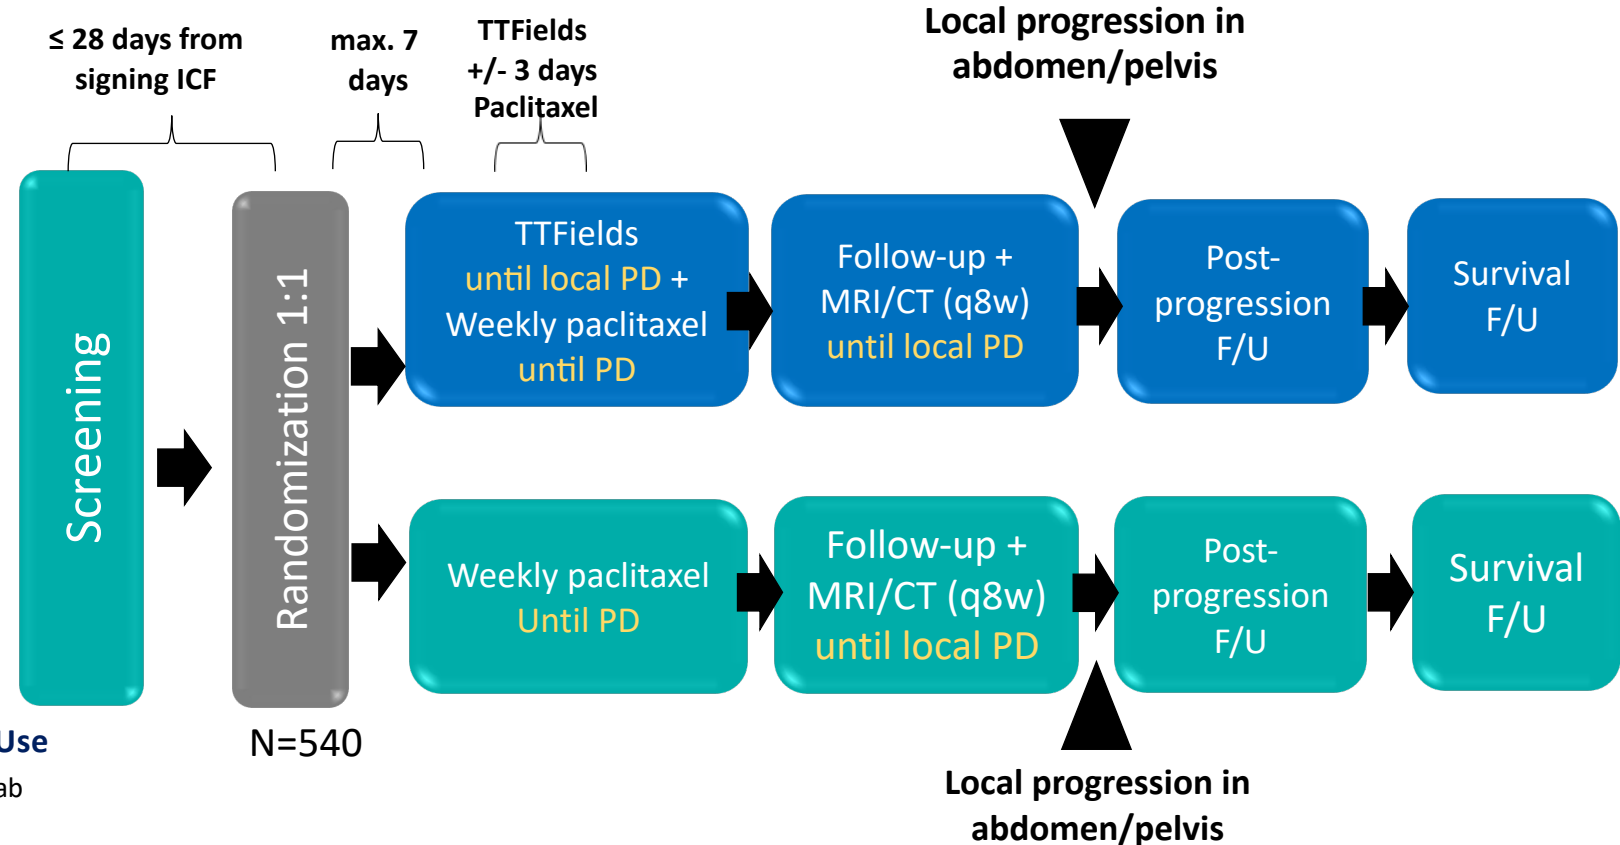 ≤ 28 days from
signing ICF
max. 7
days
TTFields
+/- 3 days
Paclitaxel
Local progression in
abdomen/pelvis
Screening
Randomization 1:1
TTFields
until local PD +
Weekly paclitaxel
until PD
Follow-up +
MRI/CT (q8w)
until local PD
Post-
progression
F/U
Survival
F/U
Weekly paclitaxel
Until PD
Follow-up +
MRI/CT (q8w)
until local PD
Post-
progression
F/U
Survival
F/U
Use
ab
N=540
Local progression in
abdomen/pelvis